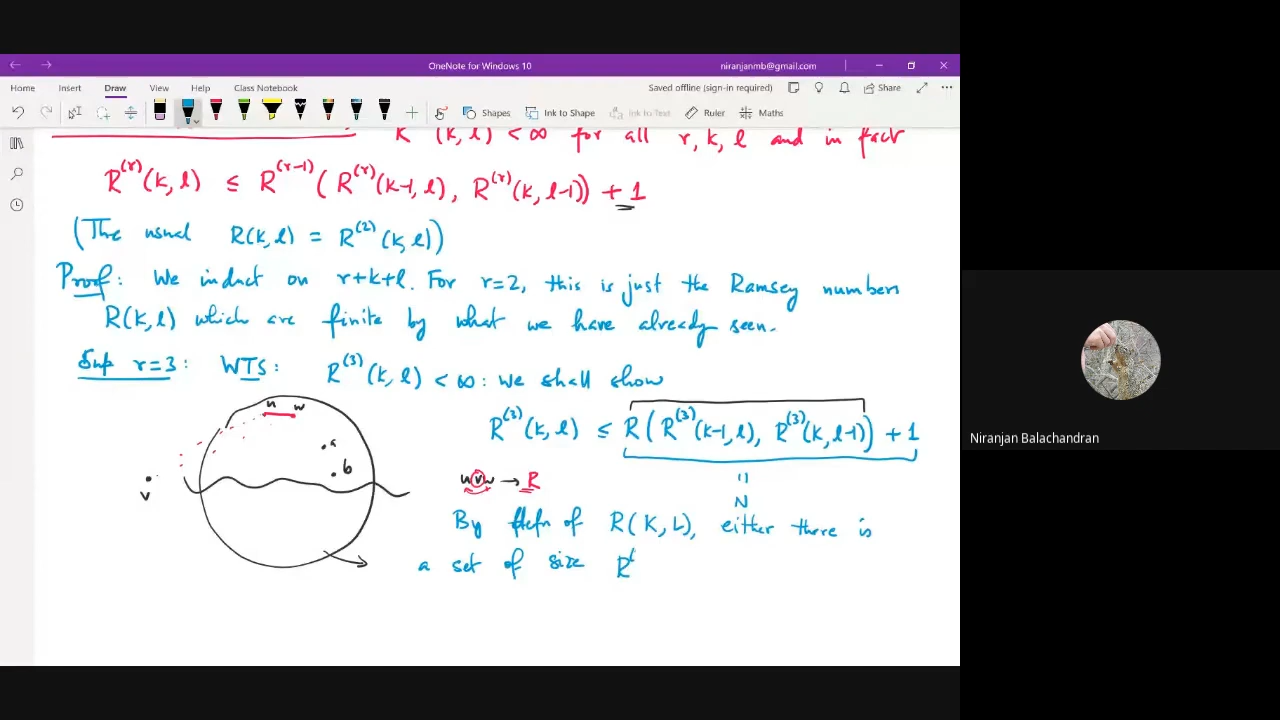 OneNote for Windows 10
niranjanmb@gmail.com
Home Insert Draw View Help Class Notebook
Saved offline (sign-in required) Share
Shapes Ink to Shape Ink to Text Ruler Maths
R (k, l) < ∞ for all r, k, l and in fact
R^(r)(k, l) ≤ R^(r-1)( R^(r)(k-1, l), R^(r)(k, l-1)) + 1
(The usual R(k, l) = R^(2)(k, l))
Proof: We induct on r+k+l. For r=2, this is just the Ramsey numbers
R(k, l) which are finite by what we have already seen.
Sup r=3: WTS: R^(3)(k, l) < ∞: we shall show
u w
R^(3)(k, l) ≤ R( R^(3)(k-1, l), R^(3)(k, l-1)) + 1
a
b
v
uvw → R
"
N
By defn of R(K, L), either there is
a set of size R^(
Niranjan Balachandran